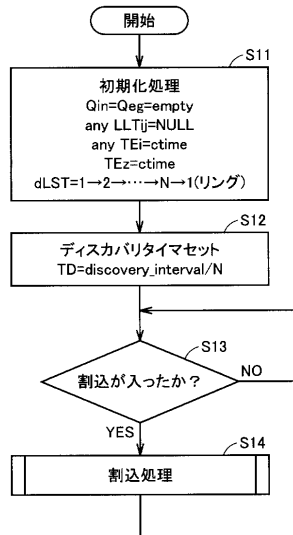 開始
S11
初期化処理
Qin=Qeg=empty
any LLTij=NULL
any TEi=ctime
TEz=ctime
dLST=1→2→‥‥→N→1(リング)
S12
ディスカバリタイマセット
TD=discovery_interval/N
S13
割込が入ったか？
NO
YES
S14
割込処理